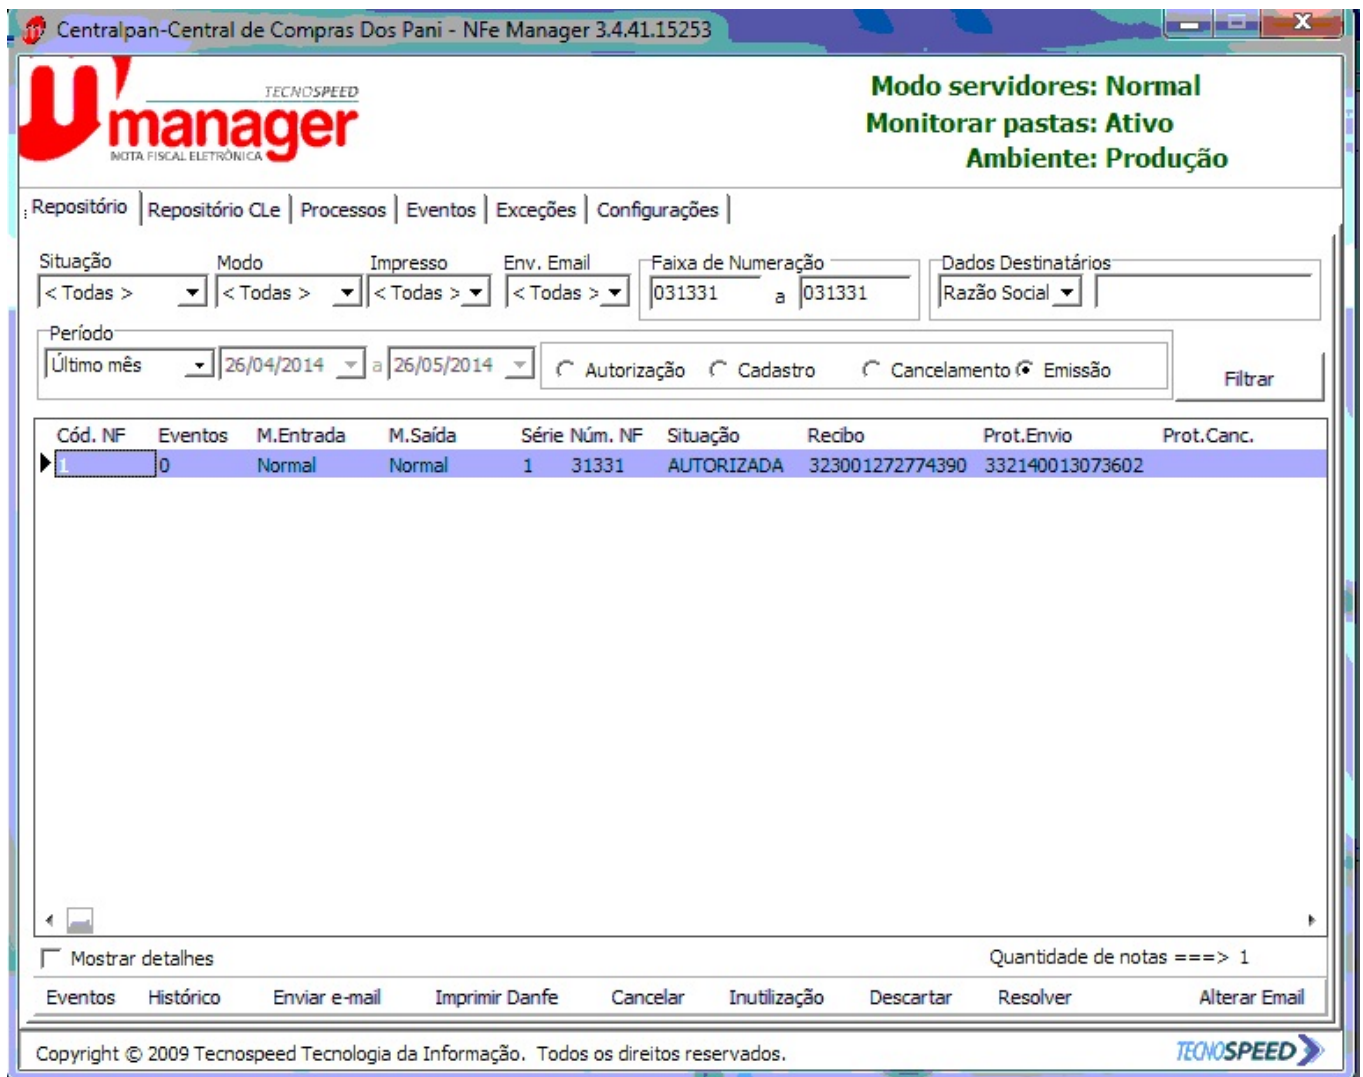 Centralpan-Central de Compras Dos Pani - NFe Manager 3.4.41.15253
TECNOSPEED
manager
NOTA FISCAL ELETRÔNICA
Modo servidores: Normal
Monitorar pastas: Ativo
Ambiente: Produção
Repositório Repositório CLe Processos Eventos Exceções Configurações
Situação Modo Impresso Env. Email Faixa de Numeração Dados Destinatários
< Todas > < Todas > < Todas > < Todas > 031331 a 031331 Razão Social
Período
Último mês 26/04/2014 a 26/05/2014 Autorização Cadastro Cancelamento Emissão Filtrar
Cód. NF Eventos M.Entrada M.Saída Série Núm. NF Situação Recibo Prot.Envio Prot.Canc.
1 0 Normal Normal 1 31331 AUTORIZADA 323001272774390 332140013073602
Mostrar detalhes Quantidade de notas ===> 1
Eventos Histórico Enviar e-mail Imprimir Danfe Cancelar Inutilização Descartar Resolver Alterar Email
Copyright © 2009 Tecnospeed Tecnologia da Informação. Todos os direitos reservados. TECNOSPEED